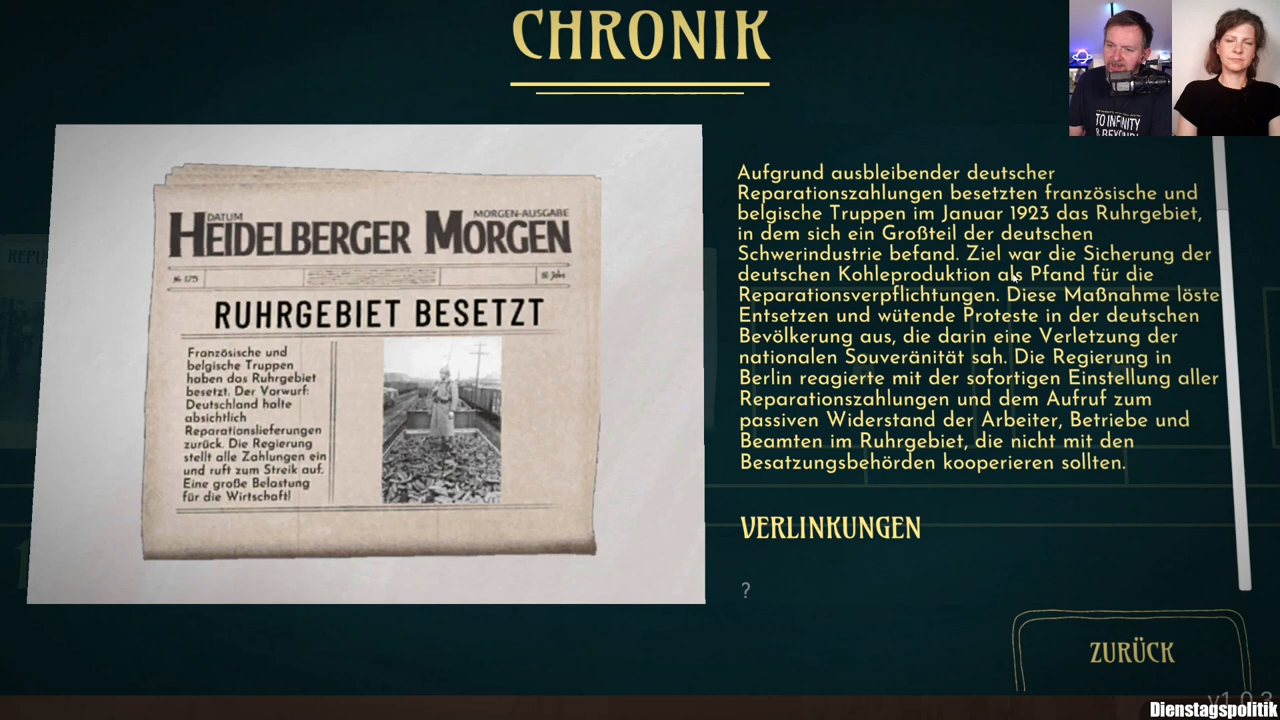 CHRONIK
TO INFINITY
& BEYOND!
DATUM
MORGEN-AUSGABE
HEIDELBERGER MORGEN
№ 175
RUHRGEBIET BESETZT
Französische und
belgische Truppen
haben das Ruhrgebiet
besetzt. Der Vorwurf:
Deutschland halte
absichtlich
Reparationslieferungen
zurück. Die Regierung
stellt alle Zahlungen ein
und ruft zum Streik auf.
Eine große Belastung
für die Wirtschaft!
Aufgrund ausbleibender deutscher
Reparationszahlungen besetzten französische und
belgische Truppen im Januar 1923 das Ruhrgebiet,
in dem sich ein Großteil der deutschen
Schwerindustrie befand. Ziel war die Sicherung der
deutschen Kohleproduktion als Pfand für die
Reparationsverpflichtungen. Diese Maßnahme löste
Entsetzen und wütende Proteste in der deutschen
Bevölkerung aus, die darin eine Verletzung der
nationalen Souveränität sah. Die Regierung in
Berlin reagierte mit der sofortigen Einstellung aller
Reparationszahlungen und dem Aufruf zum
passiven Widerstand der Arbeiter, Betriebe und
Beamten im Ruhrgebiet, die nicht mit den
Besatzungsbehörden kooperieren sollten.
VERLINKUNGEN
?
ZURÜCK
v1.0.3
Dienstagspolitik